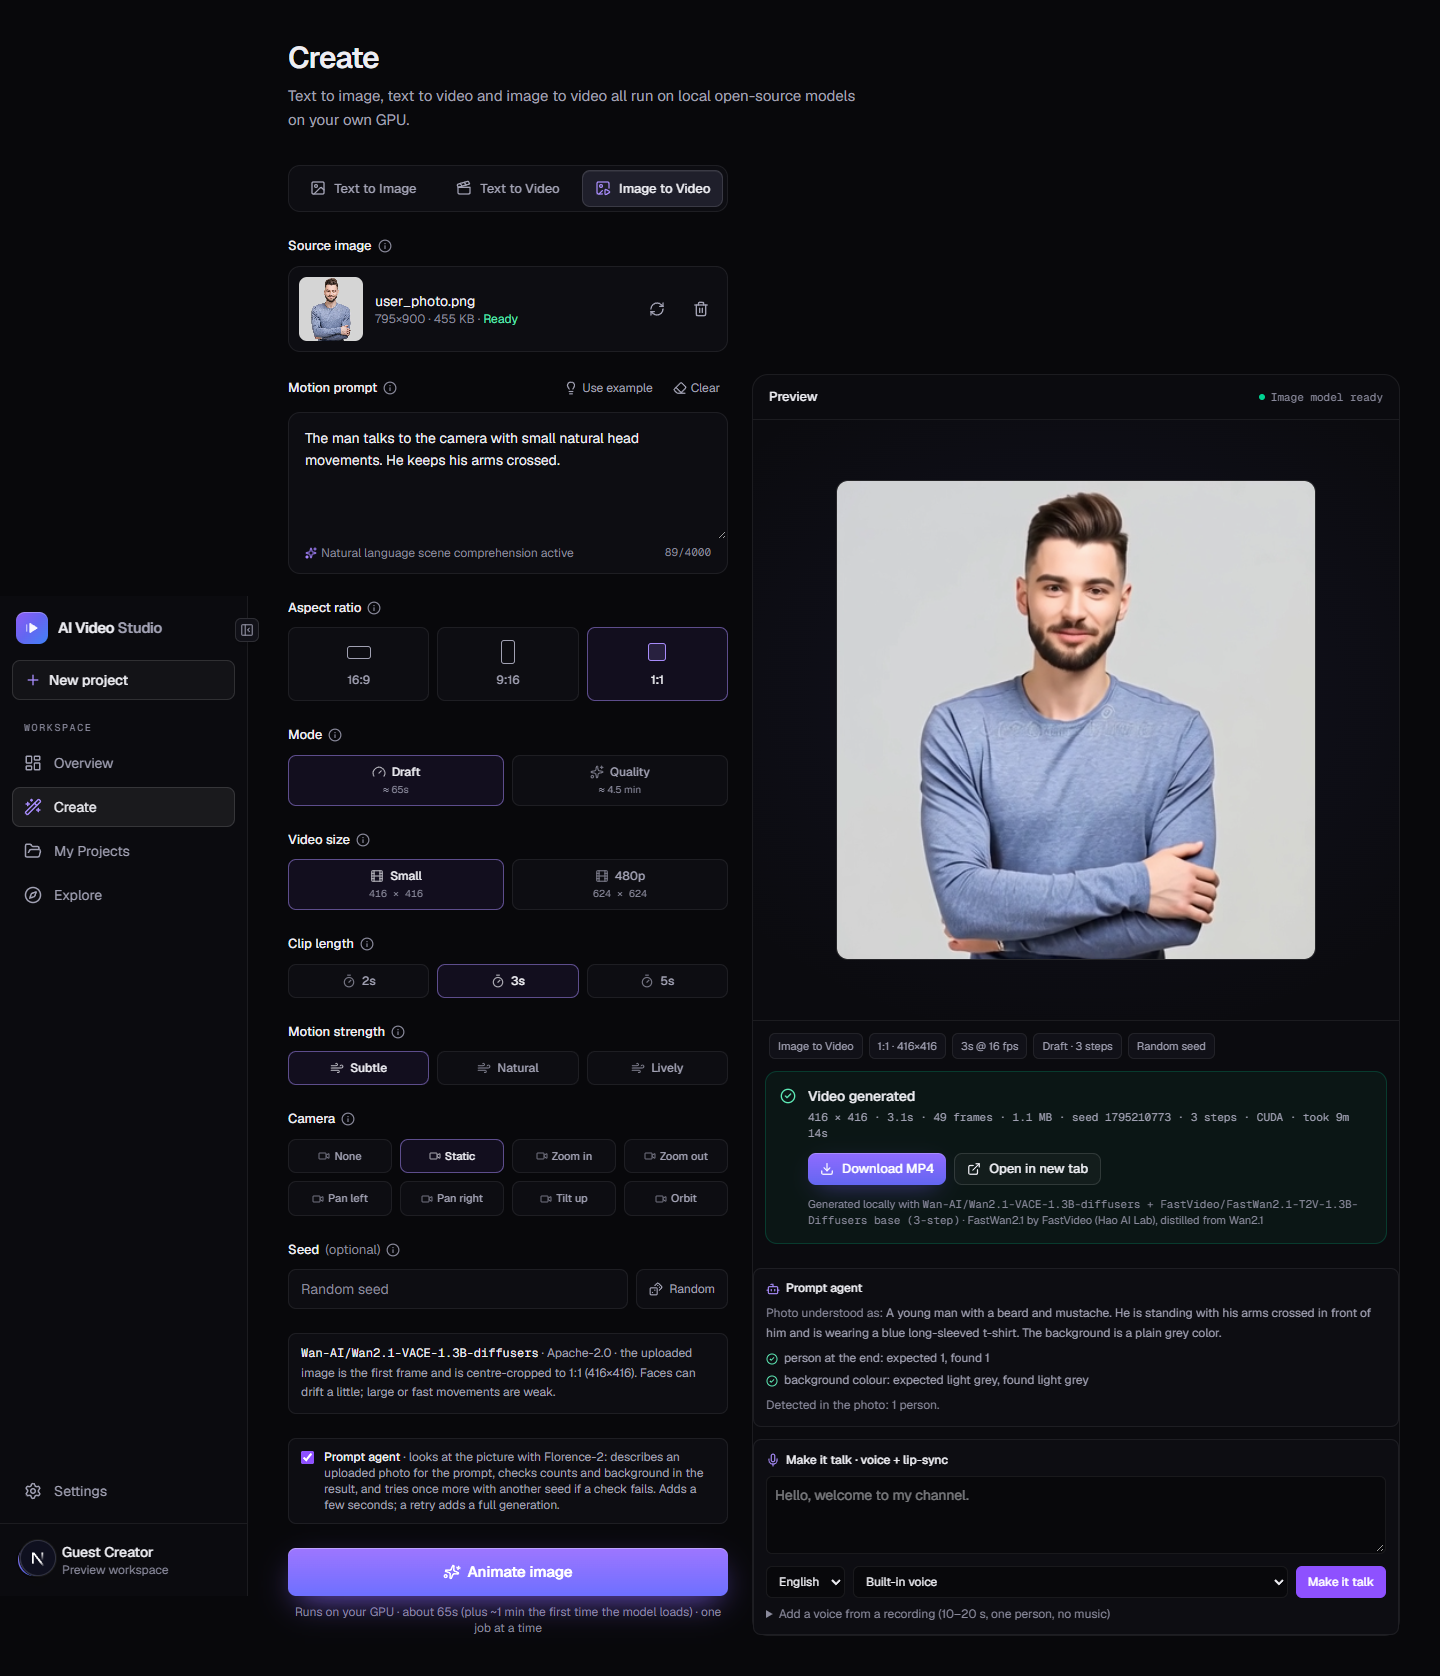 Create
Text to image, text to video and image to video all run on local open-source models
on your own GPU.
Text to Image
Text to Video
Image to Video
Source image
user_photo.png
795×900 · 455 KB · Ready
Motion prompt
Use example
Clear
The man talks to the camera with small natural head
movements. He keeps his arms crossed.
Natural language scene comprehension active
89/4000
Aspect ratio
16:9
9:16
1:1
Mode
Draft
≈ 65s
Quality
≈ 4.5 min
Video size
Small
416 × 416
480p
624 × 624
Clip length
2s
3s
5s
Motion strength
Subtle
Natural
Lively
Camera
None
Static
Zoom in
Zoom out
Pan left
Pan right
Tilt up
Orbit
Seed (optional)
Random seed
Random
Wan-AI/Wan2.1-VACE-1.3B-diffusers · Apache-2.0 · the uploaded
image is the first frame and is centre-cropped to 1:1 (416×416). Faces can
drift a little; large or fast movements are weak.
Prompt agent · looks at the picture with Florence-2: describes an
uploaded photo for the prompt, checks counts and background in the
result, and tries once more with another seed if a check fails. Adds a
few seconds; a retry adds a full generation.
Animate image
Runs on your GPU · about 65s (plus ~1 min the first time the model loads) · one
job at a time
AI Video Studio
New project
WORKSPACE
Overview
Create
My Projects
Explore
Settings
N
Guest Creator
Preview workspace
Preview
Image model ready
Image to Video
1:1 · 416×416
3s @ 16 fps
Draft · 3 steps
Random seed
Video generated
416 × 416 · 3.1s · 49 frames · 1.1 MB · seed 1795210773 · 3 steps · CUDA · took 9m
14s
Download MP4
Open in new tab
Generated locally with Wan-AI/Wan2.1-VACE-1.3B-diffusers + FastVideo/FastWan2.1-T2V-1.3B-
Diffusers base (3-step) · FastWan2.1 by FastVideo (Hao AI Lab), distilled from Wan2.1
Prompt agent
Photo understood as: A young man with a beard and mustache. He is standing with his arms crossed in front of
him and is wearing a blue long-sleeved t-shirt. The background is a plain grey color.
person at the end: expected 1, found 1
background colour: expected light grey, found light grey
Detected in the photo: 1 person.
Make it talk · voice + lip-sync
Hello, welcome to my channel.
English
Built-in voice
Make it talk
Add a voice from a recording (10–20 s, one person, no music)